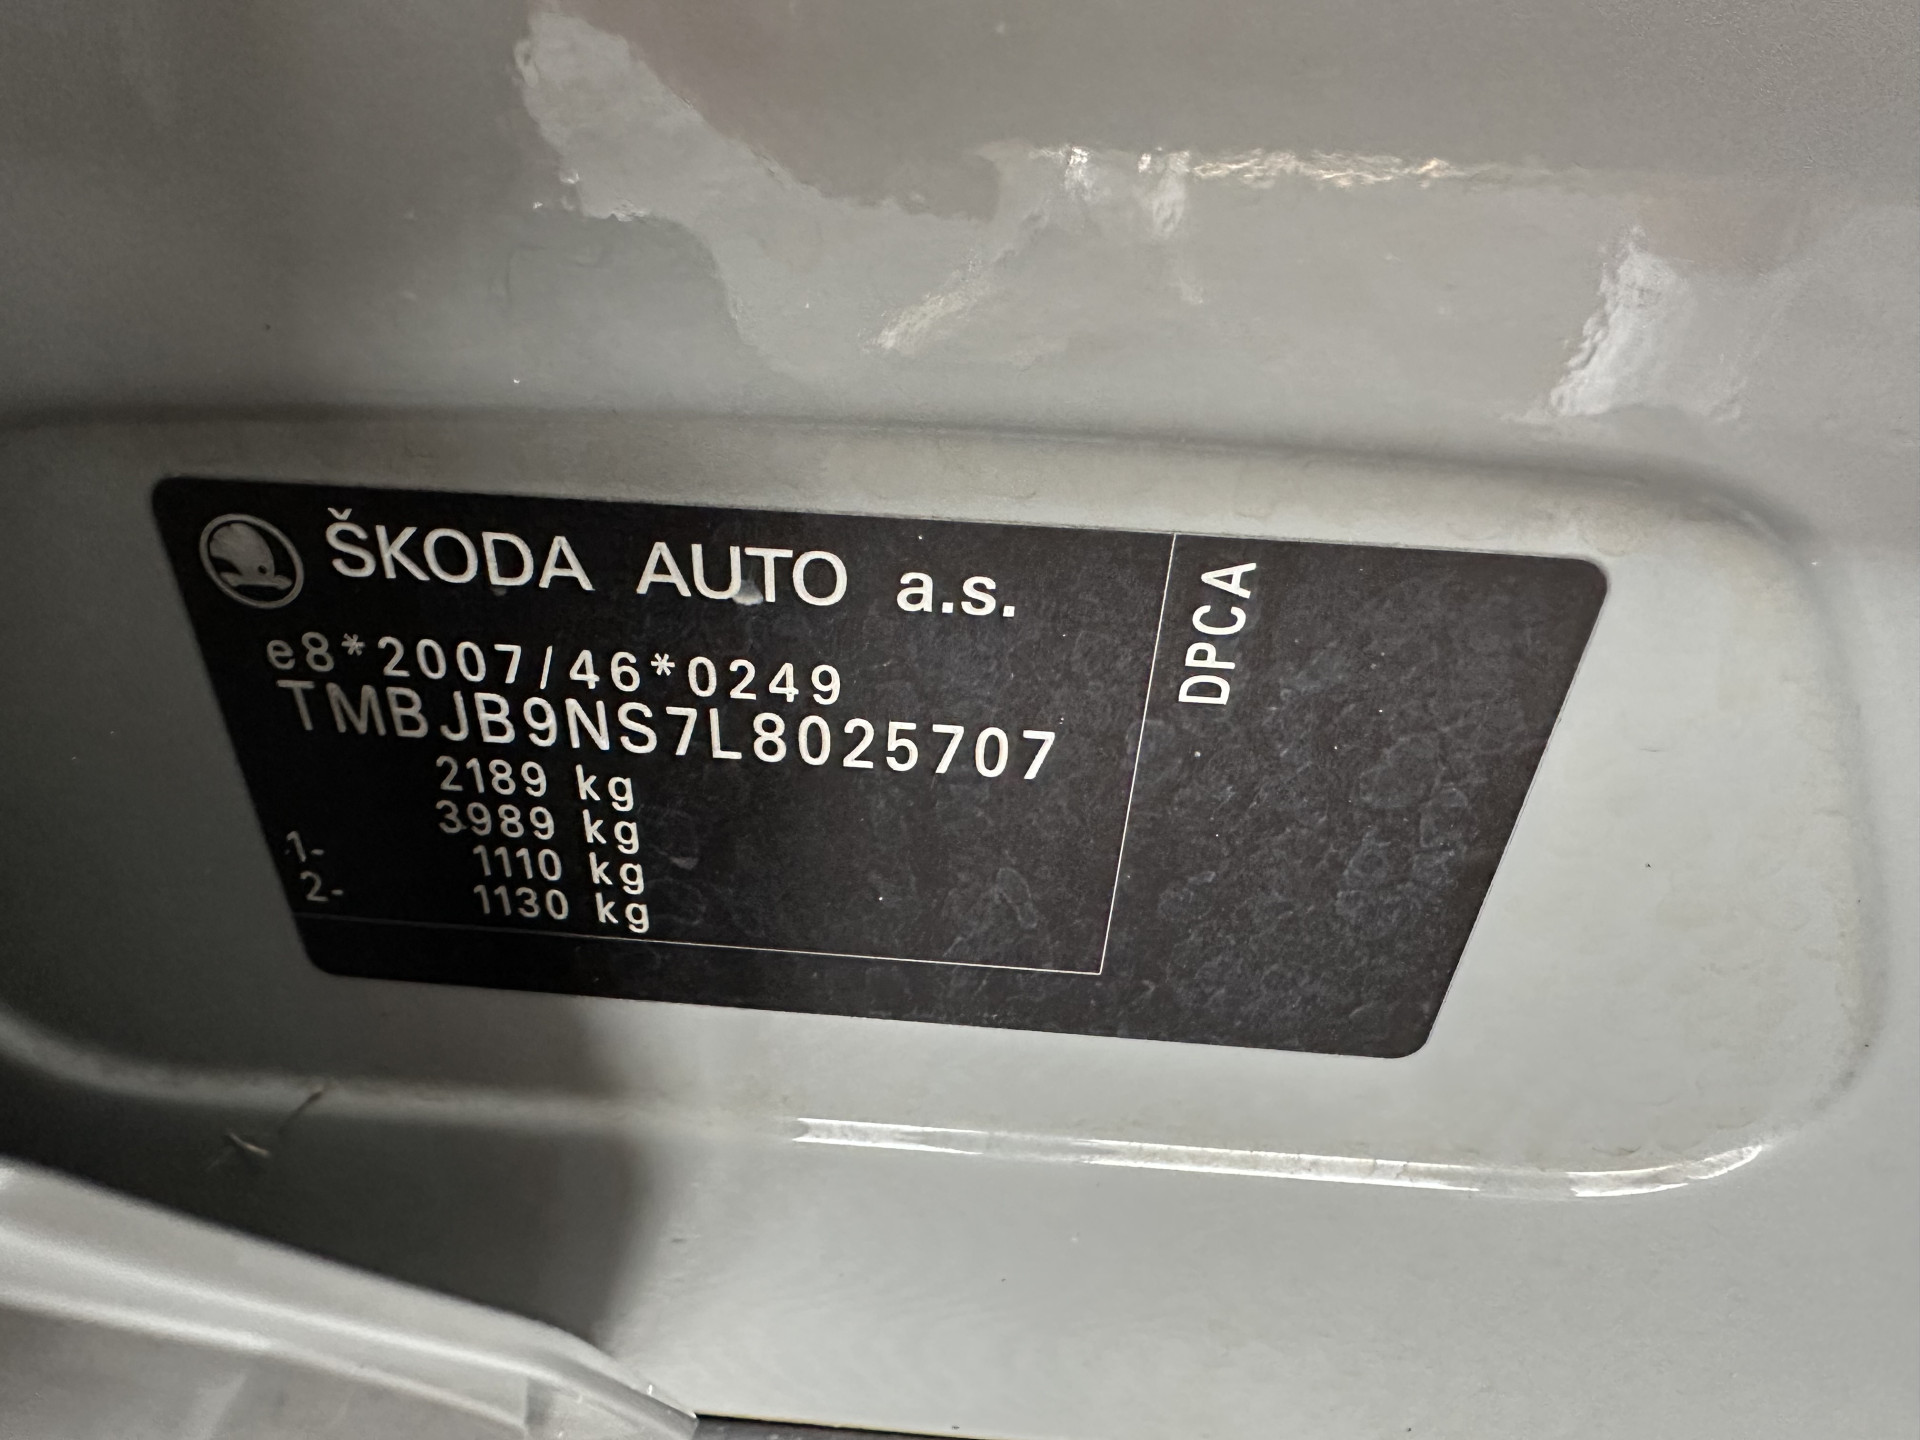 ŠKODA AUTO a.s.
e8*2007/46*0249
TMBJB9NS7L8025707
2189 kg
3989 kg
1- 1110 kg
2- 1130 kg
DPCA